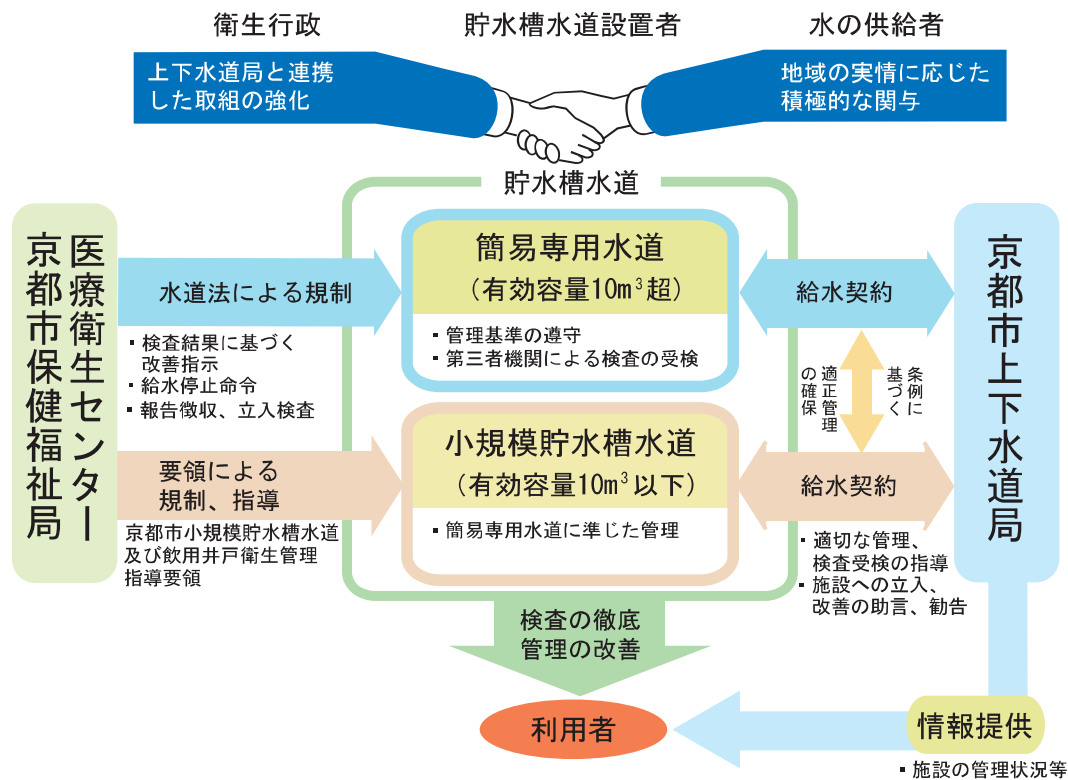 衛生行政
貯水槽水道設置者
水の供給者
上下水道局と連携
した取組の強化
地域の実情に応じた
積極的な関与
貯水槽水道
京都市保健福祉局
医療衛生センター
水道法による規制
▪検査結果に基づく
改善指示
▪給水停止命令
▪報告徴収、立入検査
要領による
規制、指導
京都市小規模貯水槽水道
及び飲用井戸衛生管理
指導要領
簡易専用水道
(有効容量10m³超)
▪管理基準の遵守
▪第三者機関による検査の受検
小規模貯水槽水道
(有効容量10m³以下)
▪簡易専用水道に準じた管理
給水契約
条例に
基づく
適正管理
の確保
給水契約
▪適切な管理、
検査受検の指導
▪施設への立入、
改善の助言、勧告
京都市上下水道局
検査の徹底
管理の改善
利用者
情報提供
▪施設の管理状況等